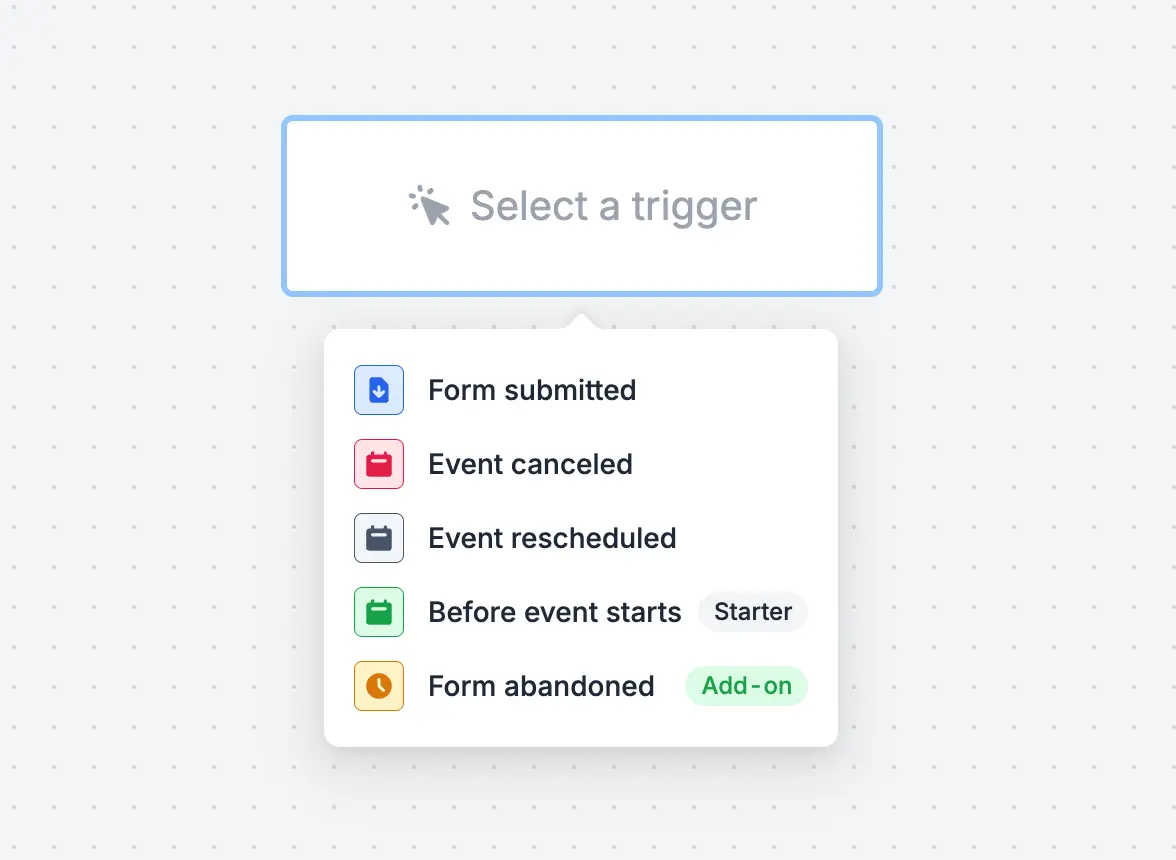 Select a trigger
Form submitted
Event canceled
Event rescheduled
Before event starts Starter
Form abandoned Add-on